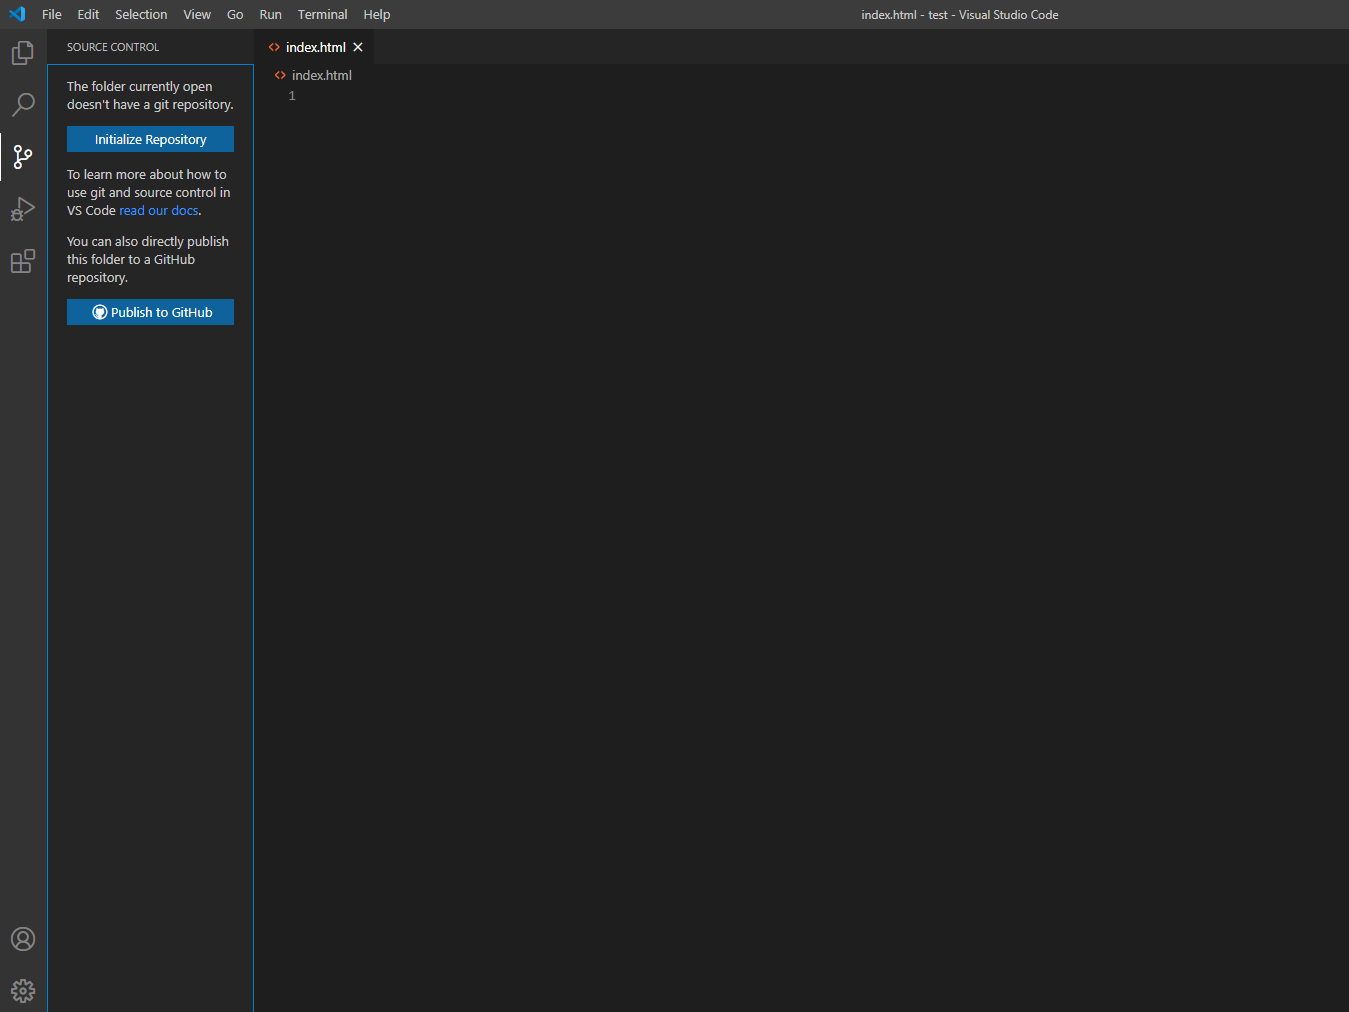 File Edit Selection View Go Run Terminal Help
index.html - test - Visual Studio Code
SOURCE CONTROL
The folder currently open
doesn't have a git repository.
Initialize Repository
To learn more about how to
use git and source control in
VS Code read our docs.
You can also directly publish
this folder to a GitHub
repository.
Publish to GitHub
index.html
index.html
1